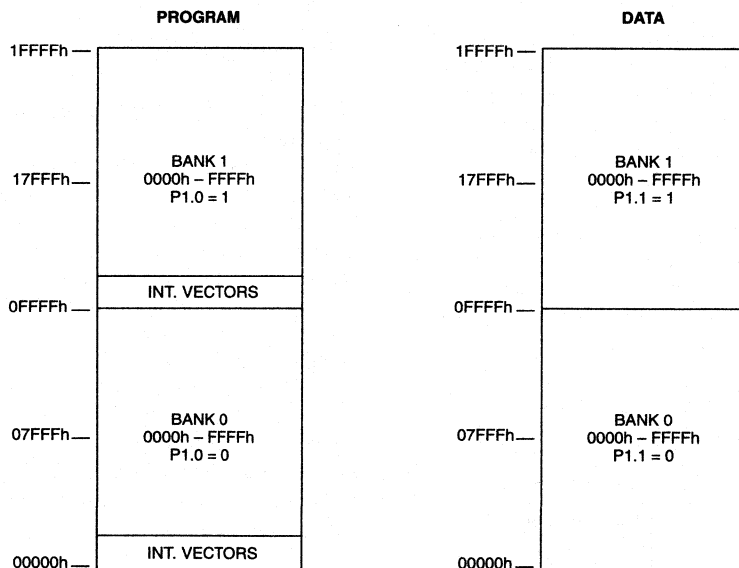 PROGRAM
1FFFFh
BANK 1
0000h – FFFFh
P1.0 = 1
17FFFh
INT. VECTORS
0FFFFh
BANK 0
0000h – FFFFh
P1.0 = 0
07FFFh
INT. VECTORS
00000h
DATA
1FFFFh
BANK 1
0000h – FFFFh
P1.1 = 1
17FFFh
0FFFFh
BANK 0
0000h – FFFFh
P1.1 = 0
07FFFh
00000h